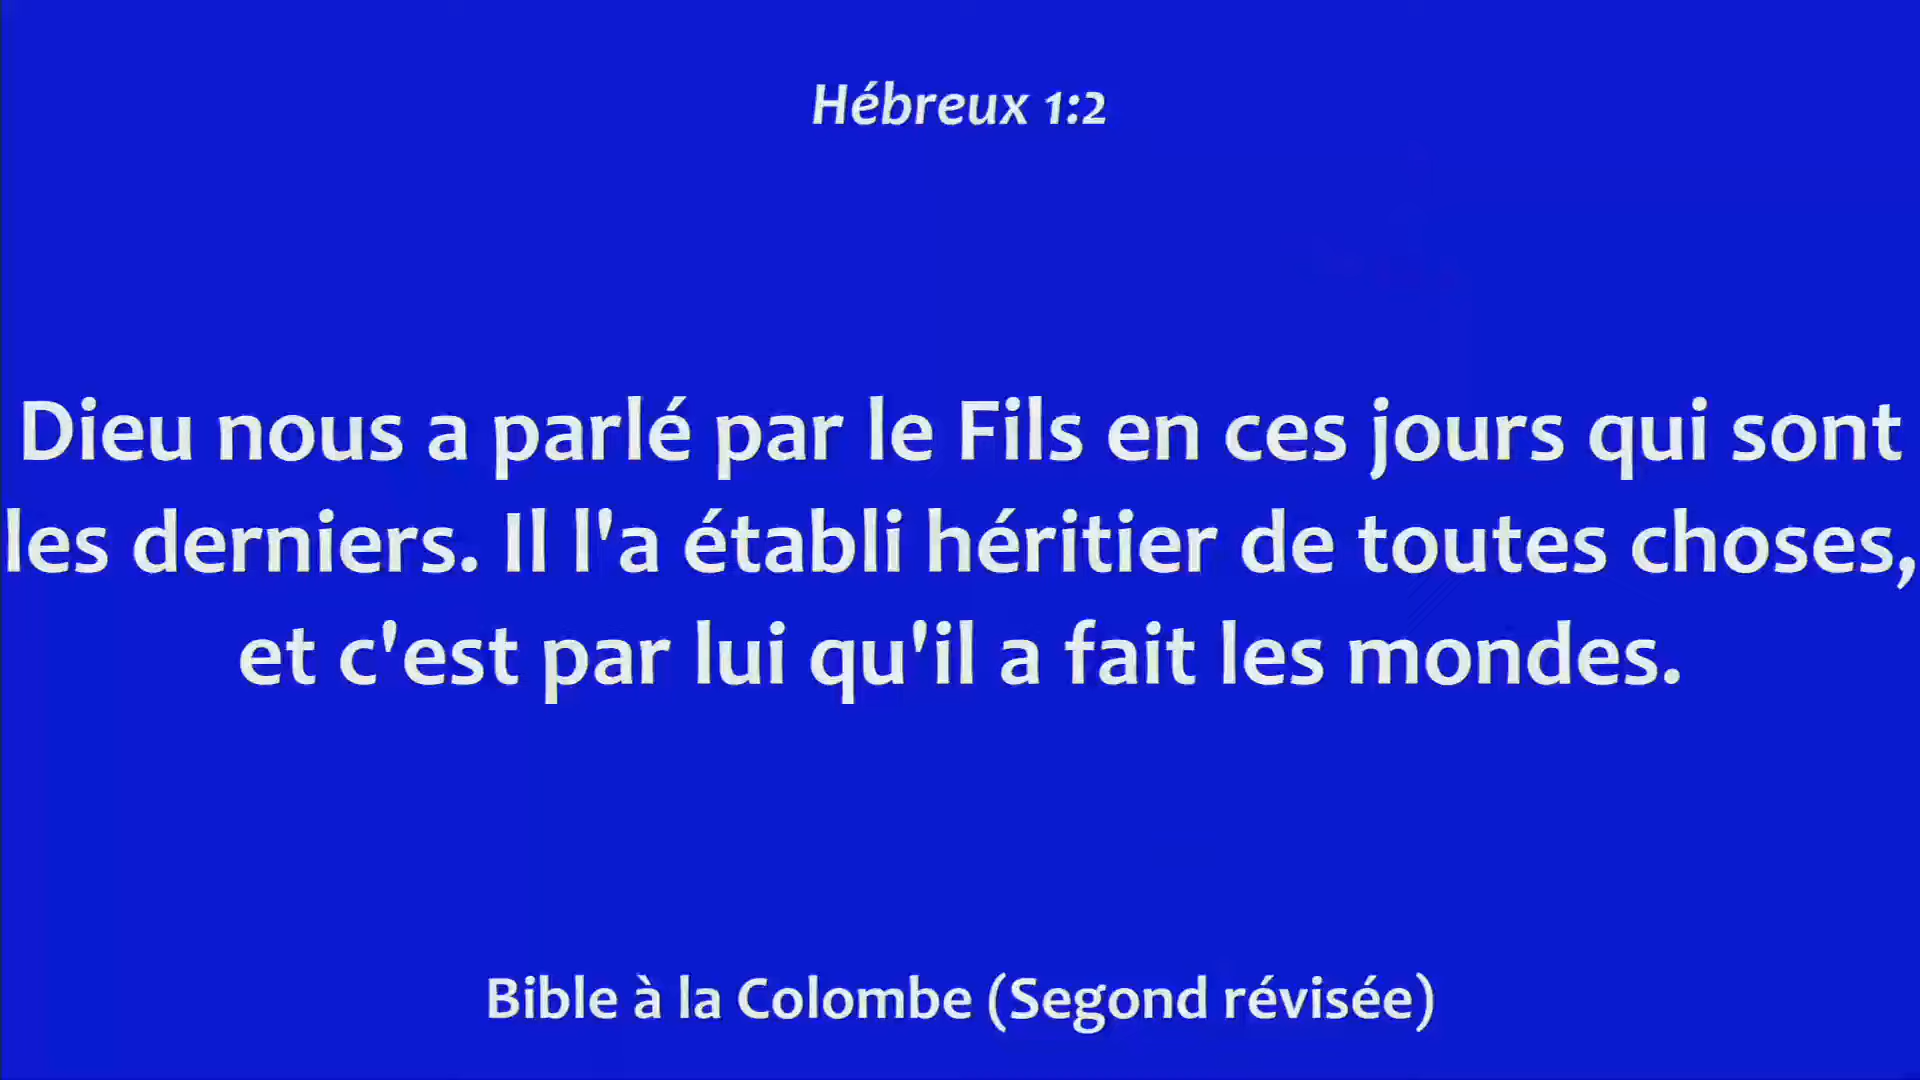 Hébreux 1:2
Dieu nous a parlé par le Fils en ces jours qui sont
les derniers. Il l'a établi héritier de toutes choses,
et c'est par lui qu'il a fait les mondes.
Bible à la Colombe (Segond révisée)